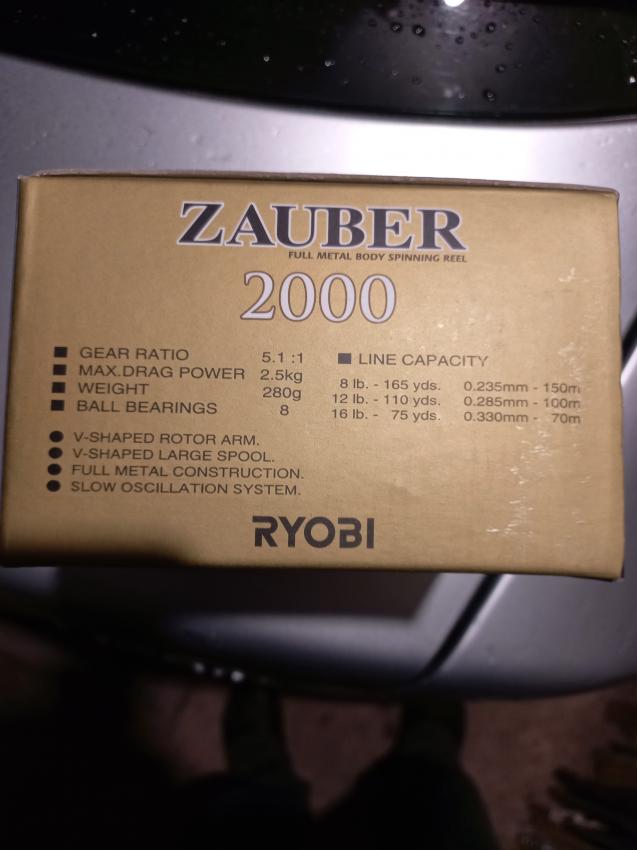 ZAUBER
FULL METAL BODY SPINNING REEL
2000
■ GEAR RATIO 5.1 :1
■ MAX.DRAG POWER 2.5kg
■ WEIGHT 280g
■ BALL BEARINGS 8
■ LINE CAPACITY
8 lb. - 165 yds. 0.235mm - 150m
12 lb. - 110 yds. 0.285mm - 100m
16 lb. - 75 yds. 0.330mm - 70m
● V-SHAPED ROTOR ARM.
● V-SHAPED LARGE SPOOL.
● FULL METAL CONSTRUCTION.
● SLOW OSCILLATION SYSTEM.
RYOBI